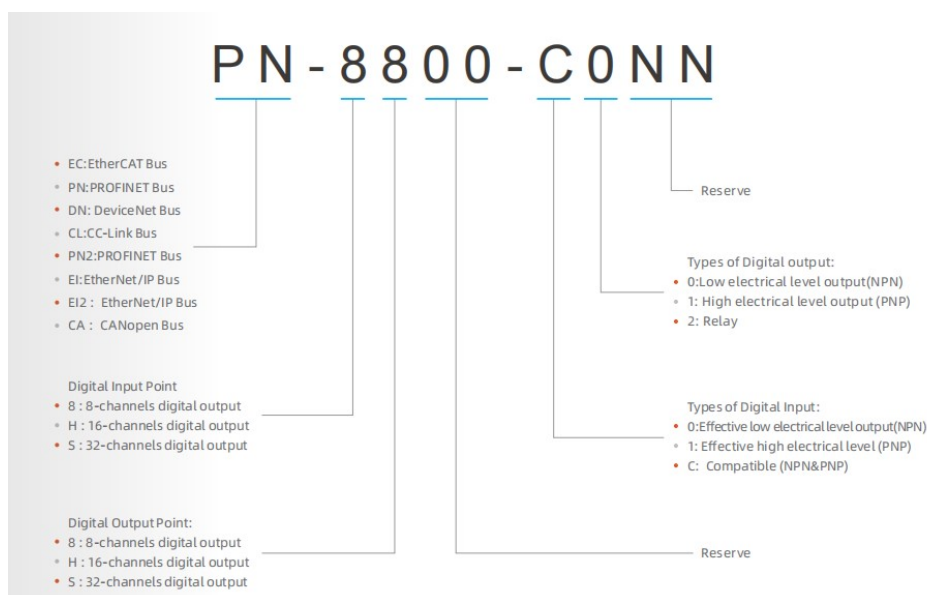 PN-8800-C0NN
• EC:EtherCAT Bus
• PN:PROFINET Bus
• DN: DeviceNet Bus
• CL:CC-Link Bus
• PN2:PROFINET Bus
• EI:EtherNet/IP Bus
• EI2 : EtherNet/IP Bus
• CA : CANopen Bus
Digital Input Point
• 8 : 8-channels digital output
• H : 16-channels digital output
• S : 32-channels digital output
Digital Output Point:
• 8 : 8-channels digital output
• H : 16-channels digital output
• S : 32-channels digital output
Reserve
Types of Digital output:
• 0:Low electrical level output(NPN)
• 1: High electrical level output (PNP)
• 2: Relay
Types of Digital Input:
• 0:Effective low electrical level output(NPN)
• 1: Effective high electrical level (PNP)
• C: Compatible (NPN&PNP)
Reserve